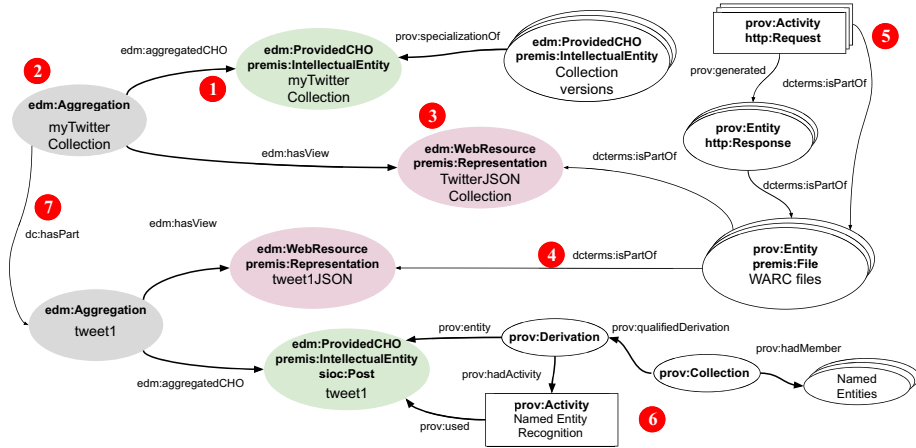 edm:aggregatedCHO
prov:specializationOf
edm:ProvidedCHO
premis:IntellectualEntity
myTwitter
Collection
1
edm:ProvidedCHO
premis:IntellectualEntity
Collection
versions
prov:Activity
http:Request
5
prov:generated
dcterms:isPartOf
2
edm:Aggregation
myTwitter
Collection
3
edm:hasView
edm:WebResource
premis:Representation
TwitterJSON
Collection
dcterms:isPartOf
prov:Entity
http:Response
dcterms:isPartOf
7
dc:hasPart
edm:hasView
edm:WebResource
premis:Representation
tweet1JSON
4
dcterms:isPartOf
prov:Entity
premis:File
WARC files
edm:Aggregation
tweet1
edm:aggregatedCHO
edm:ProvidedCHO
premis:IntellectualEntity
sioc:Post
tweet1
prov:entity
prov:Derivation
prov:qualifiedDerivation
prov:hadActivity
prov:Collection
prov:hadMember
Named
Entities
prov:used
prov:Activity
Named Entity
Recognition
6